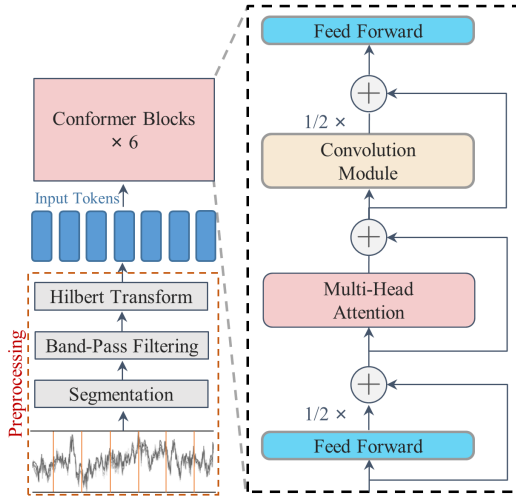 Conformer Blocks
× 6
Input Tokens
Hilbert Transform
Band-Pass Filtering
Segmentation
Preprocessing
Feed Forward
+
1/2 ×
Convolution
Module
+
Multi-Head
Attention
+
1/2 ×
Feed Forward